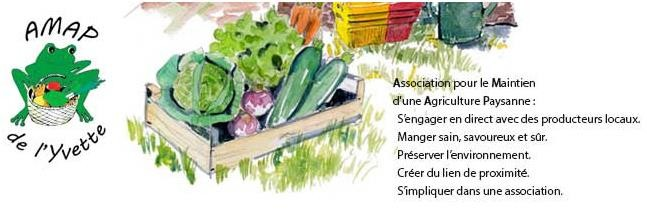 AMAP
de l'Yvette
Association pour le Maintien
d'une Agriculture Paysanne :
S'engager en direct avec des producteurs locaux.
Manger sain, savoureux et sûr.
Préserver l'environnement.
Créer du lien de proximité.
S'impliquer dans une association.